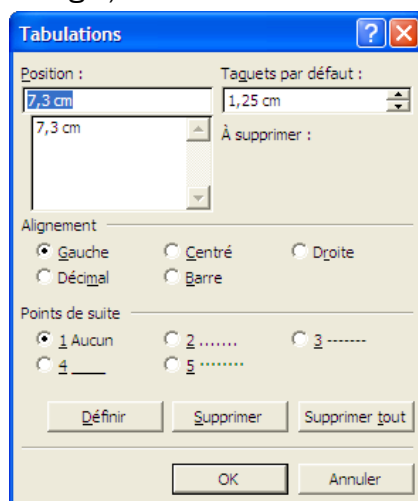 Tabulations
Position : Taquets par défaut :
7,3 cm 1,25 cm
7,3 cm À supprimer :
Alignement
Gauche Centré Droite
Décimal Barre
Points de suite
1 Aucun 2 ....... 3 -------
4 ____ 5 ········
Définir Supprimer Supprimer tout
OK Annuler